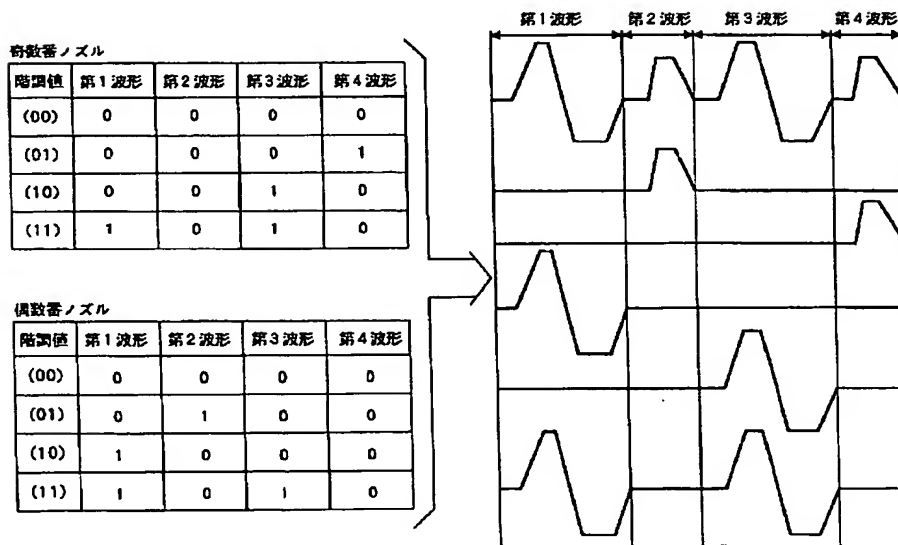 第1波形 第2波形 第3波形 第4波形
奇数番ノズル
階調値 第1波形 第2波形 第3波形 第4波形
(00) 0 0 0 0
(01) 0 0 0 1
(10) 0 0 1 0
(11) 1 0 1 0
偶数番ノズル
階調値 第1波形 第2波形 第3波形 第4波形
(00) 0 0 0 0
(01) 0 1 0 0
(10) 1 0 0 0
(11) 1 0 1 0